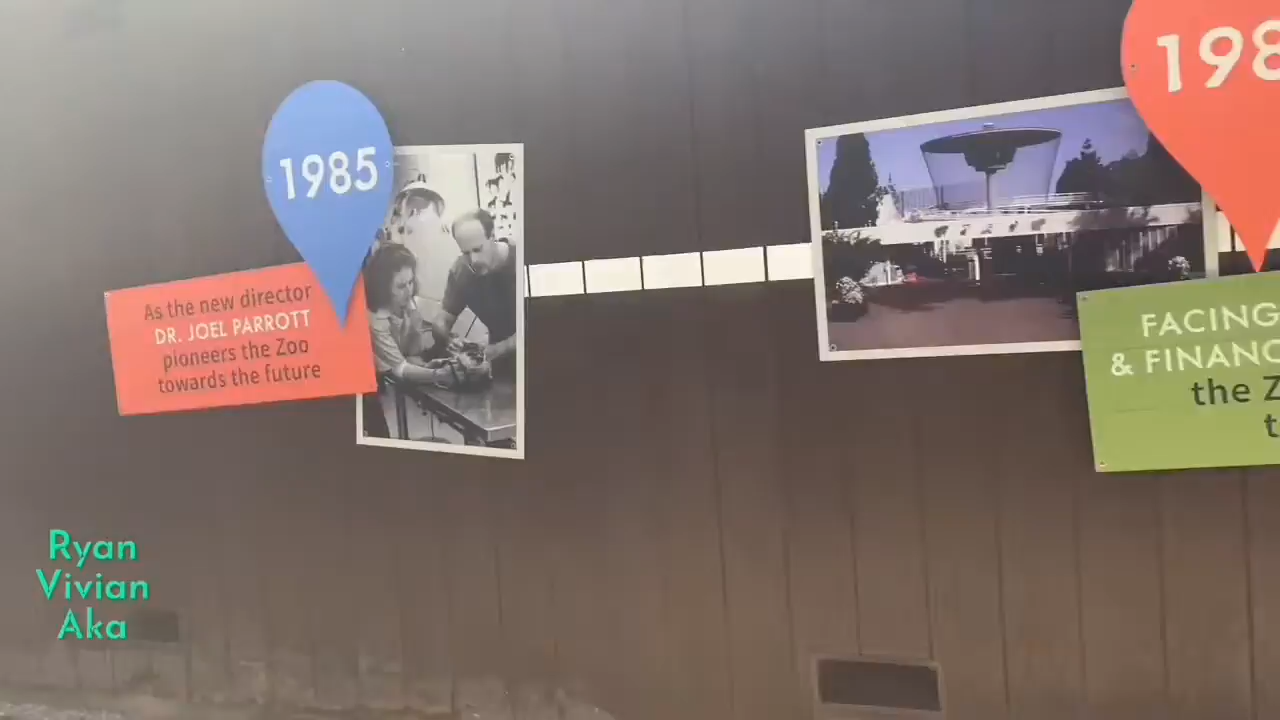 1985
As the new director
DR. JOEL PARROTT
pioneers the Zoo
towards the future
198
FACING
& FINANC
the Z
t
Ryan
Vivian
Aka